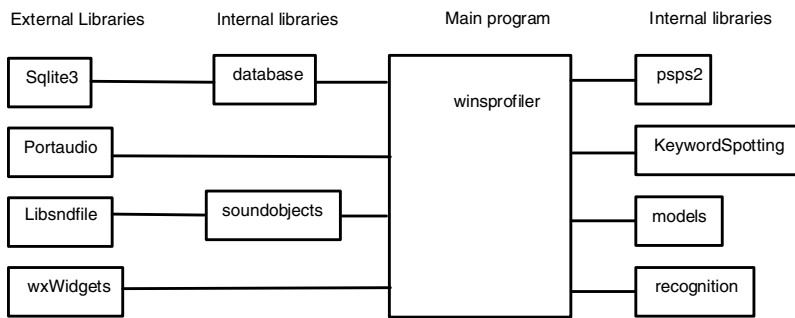 External Libraries
Internal libraries
Main program
Internal libraries
Sqlite3
database
winsprofiler
psps2
Portaudio
KeywordSpotting
Libsndfile
soundobjects
models
wxWidgets
recognition